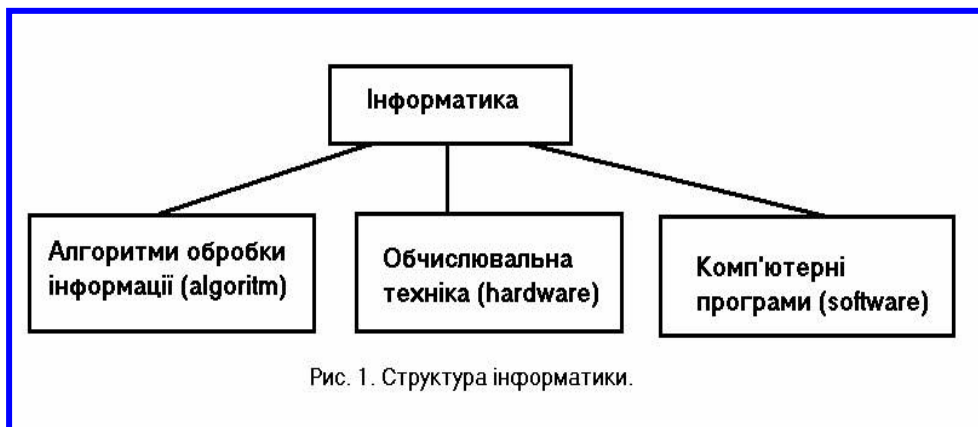 Інформатика
Алгоритми обробки
інформації (algoritm)
Обчислювальна
техніка (hardware)
Комп'ютерні
програми (software)
Рис. 1. Структура інформатики.